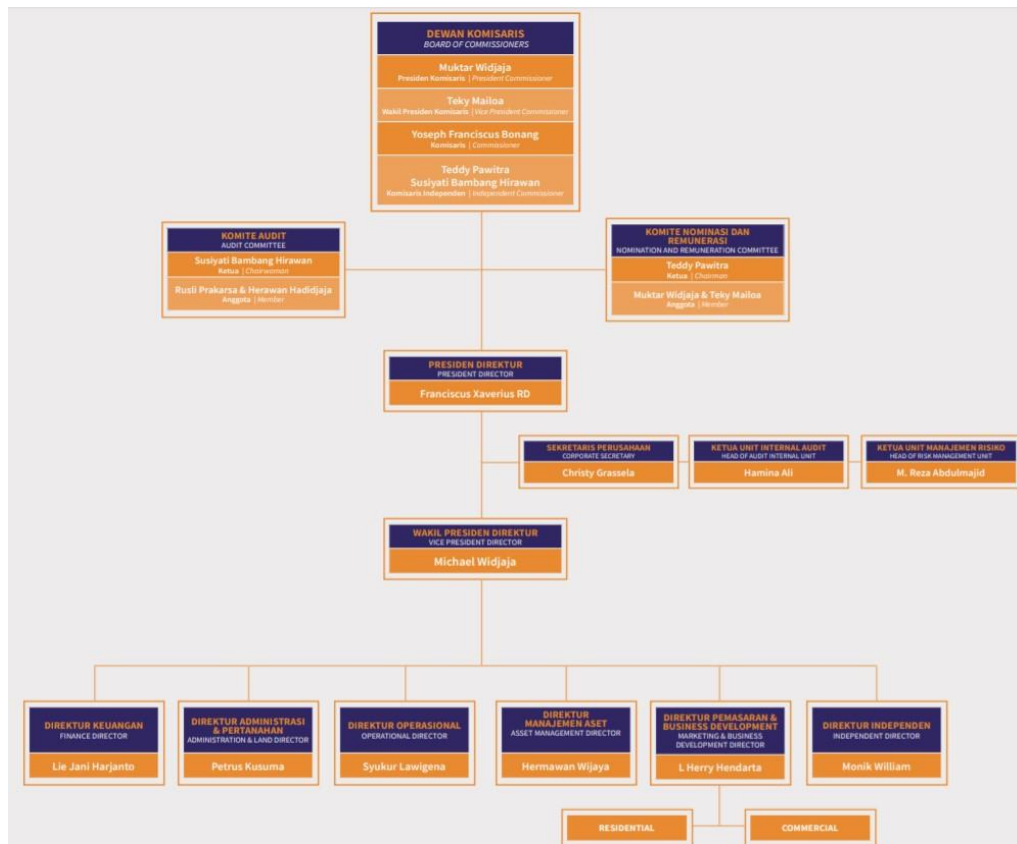 DEWAN KOMISARIS
BOARD OF COMMISSIONERS
Muktar Widjaja
Presiden Komisaris | President Commissioner
Teky Mailoa
Wakil Presiden Komisaris | Vice President Commissioner
Yoseph Franciscus Bonang
Komisaris | Commissioner
Teddy Pawitra
Susiyati Bambang Hirawan
Komisaris Independen | Independent Commissioner
KOMITE AUDIT
AUDIT COMMITTEE
Susiyati Bambang Hirawan
Ketua | Chairwoman
Rusli Prakarsa & Herawan Hadidjaja
Anggota | Member
KOMITE NOMINASI DAN
REMUNERASI
NOMINATION AND REMUNERATION COMMITTEE
Teddy Pawitra
Ketua | Chairman
Muktar Widjaja & Teky Mailoa
Anggota | Member
PRESIDEN DIREKTUR
PRESIDENT DIRECTOR
Franciscus Xaverius RD
SEKRETARIS PERUSAHAAN
CORPORATE SECRETARY
Christy Grassela
KETUA UNIT INTERNAL AUDIT
HEAD OF AUDIT INTERNAL UNIT
Hamina Ali
KETUA UNIT MANAJEMEN RISIKO
HEAD OF RISK MANAGEMENT UNIT
M. Reza Abdulmajid
WAKIL PRESIDEN DIREKTUR
VICE PRESIDENT DIRECTOR
Michael Widjaja
DIREKTUR KEUANGAN
FINANCE DIRECTOR
Lie Jani Harjanto
DIREKTUR ADMINISTRASI
& PERTANAHAN
ADMINISTRATION & LAND DIRECTOR
Petrus Kusuma
DIREKTUR OPERASIONAL
OPERATIONAL DIRECTOR
Syukur Lawigena
DIREKTUR
MANAJEMEN ASET
ASSET MANAGEMENT DIRECTOR
Hermawan Wijaya
DIREKTUR PEMASARAN &
BUSINESS DEVELOPMENT
MARKETING & BUSINESS
DEVELOPMENT DIRECTOR
L Herry Hendarta
DIREKTUR INDEPENDEN
INDEPENDENT DIRECTOR
Monik William
RESIDENTIAL
COMMERCIAL